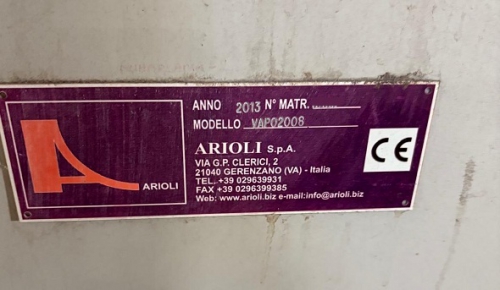 ANNO 2013 N° MATR.
MODELLO VAPO2008
ARIOLI S.p.A.
VIA G.P. CLERICI, 2
21040 GERENZANO (VA) - Italia
TEL. +39 029639931
FAX +39 0296399385
Web: www.arioli.biz e-mail:info@arioli.biz
ARIOLI
CE